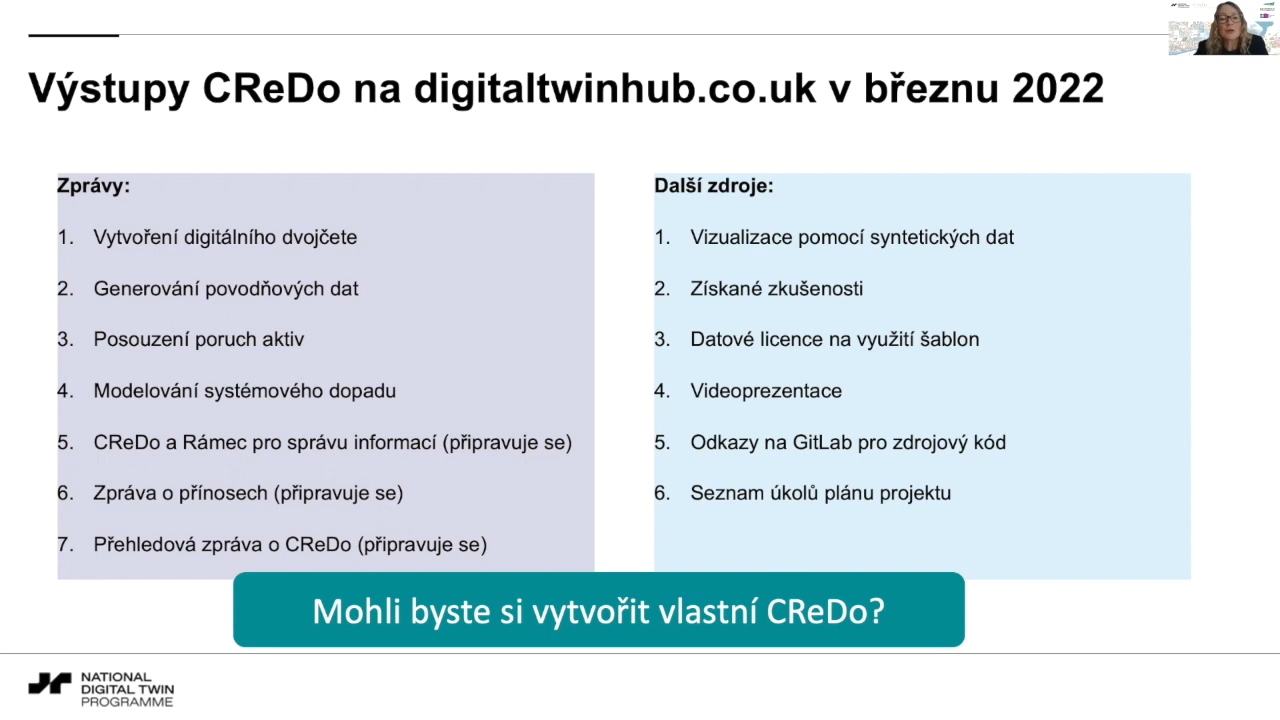 Výstupy CReDo na digitaltwinhub.co.uk v březnu 2022
Zprávy:
1. Vytvoření digitálního dvojčete
2. Generování povodňových dat
3. Posouzení poruch aktiv
4. Modelování systémového dopadu
5. CReDo a Rámec pro správu informací (připravuje se)
6. Zpráva o přínosech (připravuje se)
7. Přehledová zpráva o CReDo (připravuje se)
Další zdroje:
1. Vizualizace pomocí syntetických dat
2. Získané zkušenosti
3. Datové licence na využití šablon
4. Videoprezentace
5. Odkazy na GitLab pro zdrojový kód
6. Seznam úkolů plánu projektu
Mohli byste si vytvořit vlastní CReDo?
NATIONAL
DIGITAL TWIN
PROGRAMME